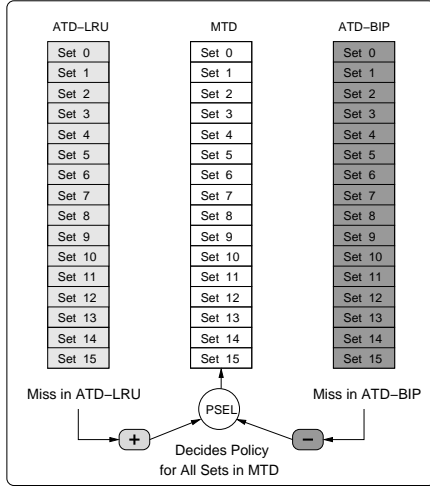 ATD–LRU MTD ATD–BIP
Set 0 Set 0 Set 0
Set 1 Set 1 Set 1
Set 2 Set 2 Set 2
Set 3 Set 3 Set 3
Set 4 Set 4 Set 4
Set 5 Set 5 Set 5
Set 6 Set 6 Set 6
Set 7 Set 7 Set 7
Set 8 Set 8 Set 8
Set 9 Set 9 Set 9
Set 10 Set 10 Set 10
Set 11 Set 11 Set 11
Set 12 Set 12 Set 12
Set 13 Set 13 Set 13
Set 14 Set 14 Set 14
Set 15 Set 15 Set 15
Miss in ATD–LRU Miss in ATD–BIP
PSEL
+ –
Decides Policy
for All Sets in MTD